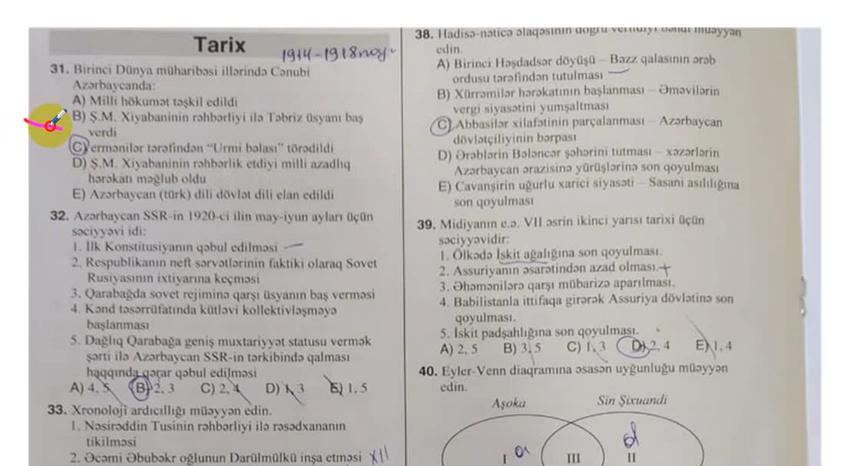 Tarix
1914-1918 noy.
31. Birinci Dünya müharibəsi illərində Cənubi
Azərbaycanda:
A) Milli hökumət təşkil edildi
B) Ş.M. Xiyabaninin rəhbərliyi ilə Təbriz üsyanı baş
verdi
C) ermənilər tərəfindən "Urmi bəlası" törədildi
D) Ş.M. Xiyabaninin rəhbərlik etdiyi milli azadlıq
hərəkatı məğlub oldu
E) Azərbaycan (türk) dili dövlət dili elan edildi
32. Azərbaycan SSR-in 1920-ci ilin may-iyun ayları üçün
səciyyəvi idi:
1. İlk Konstitusiyanın qəbul edilməsi
2. Respublikanın neft sərvətlərinin faktiki olaraq Sovet
Rusiyasının ixtiyarına keçməsi
3. Qarabağda sovet rejiminə qarşı üsyanın baş verməsi
4. Kənd təsərrüfatında kütləvi kollektivləşməyə
başlanması
5. Dağlıq Qarabağa geniş muxtariyyət statusu vermək
şərti ilə Azərbaycan SSR-in tərkibində qalması
haqqında qərar qəbul edilməsi
A) 4, 5 B) 2, 3 C) 2, 4 D) 1, 3 E) 1, 5
33. Xronoloji ardıcıllığı müəyyən edin.
1. Nəsirəddin Tusinin rəhbərliyi ilə rəsədxananın
tikilməsi
2. Əcəmi Əbubəkr oğlunun Darülmülkü inşa etməsi XII
38. Hadisə-nəticə əlaqəsinin doğru verildiyi bəndi müəyyən
edin.
A) Birinci Həşdadsər döyüşü – Bəzz qalasının ərəb
ordusu tərəfindən tutulması
B) Xürrəmilər hərəkatının başlanması – Əməvilərin
vergi siyasətini yumşaltması
C) Abbasilər xilafətinin parçalanması – Azərbaycan
dövlətçiliyinin bərpası
D) Ərəblərin Bələncər şəhərini tutması – xəzərlərin
Azərbaycan ərazisinə yürüşlərinə son qoyulması
E) Cavanşirin uğurlu xarici siyasəti – Sasani asılılığına
son qoyulması
39. Midiyanın e.ə. VII əsrin ikinci yarısı tarixi üçün
səciyyəvidir:
1. Ölkədə İskit ağalığına son qoyulması.
2. Assuriyanın əsarətindən azad olması.
3. Əhəmənilərə qarşı mübarizə aparılması.
4. Babilistanla ittifaqa girərək Assuriya dövlətinə son
qoyulması.
5. İskit padşahlığına son qoyulması.
A) 2, 5 B) 3, 5 C) 1, 3 D) 2, 4 E) 1, 4
40. Eyler-Venn diaqramına əsasən uyğunluğu müəyyən
edin.
Aşoka Sin Şixuandi
I a III d II